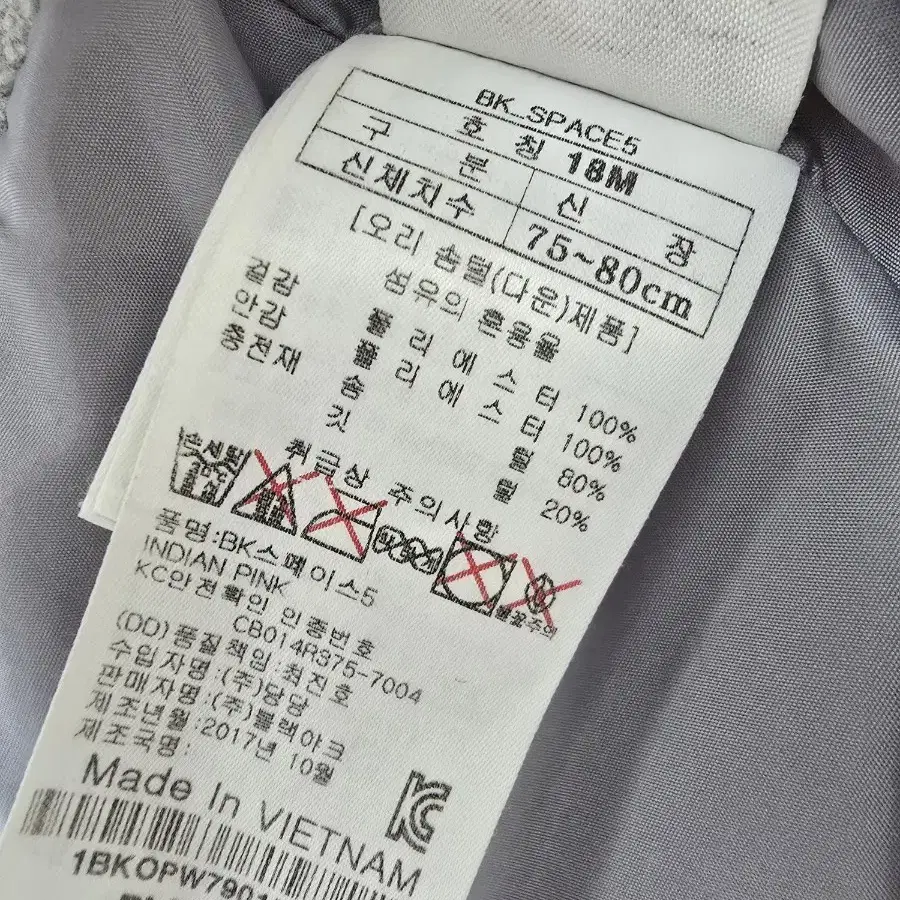 BK_SPACE5
구 분 호 칭 18M
신 장
신체치수 75~80cm
[오리 솜털(다운)제품]
섬유의 혼용율
겉감 폴 리 에 스 터 100%
안감 폴 리 에 스 터 100%
충전재 솜 털 80%
깃 털 20%
취급상 주의사항
손세탁
품명:BK스페이스5
INDIAN PINK
KC안전확인 인증번호
CB014R375-7004
(DD)품질책임:최진호
수입자명:(주)당당
판매자명:(주)블랙야크
제조년월:2017년 10월
제조국명:
Made In VIETNAM
1BKOPW7901